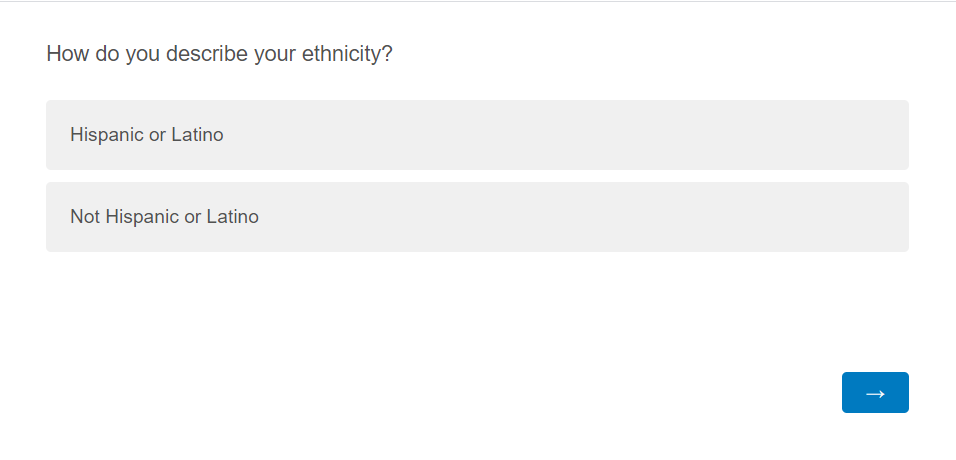 How do you describe your ethnicity?
Hispanic or Latino
Not Hispanic or Latino
→